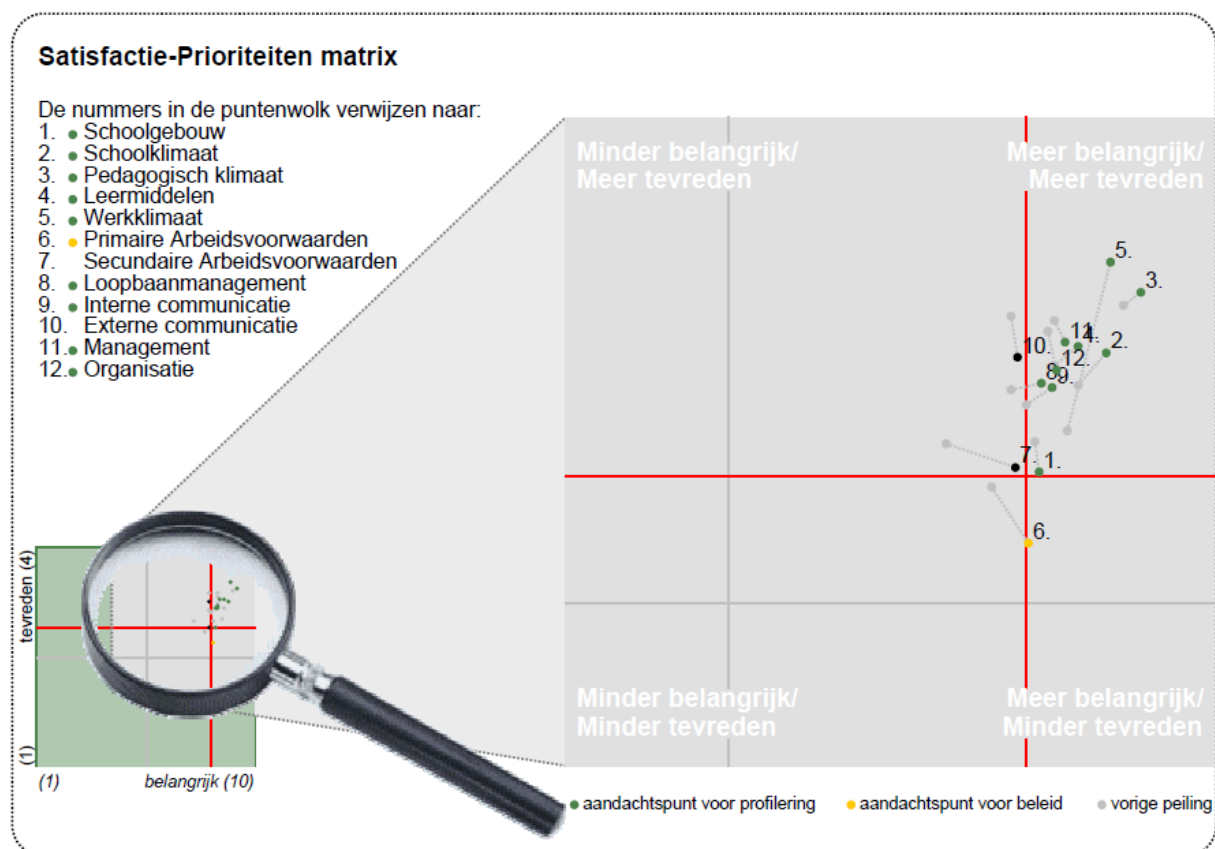 Satisfactie-Prioriteiten matrix
De nummers in de puntenwolk verwijzen naar:
1. Schoolgebouw
2. Schoolklimaat
3. Pedagogisch klimaat
4. Leermiddelen
5. Werkklimaat
6. Primaire Arbeidsvoorwaarden
7. Secundaire Arbeidsvoorwaarden
8. Loopbaanmanagement
9. Interne communicatie
10. Externe communicatie
11. Management
12. Organisatie
Minder belangrijk/
Meer tevreden
Meer belangrijk/
Meer tevreden
5.
3.
11.
4.
2.
10.
12.
8.
9.
7.
1.
6.
Minder belangrijk/
Minder tevreden
Meer belangrijk/
Minder tevreden
tevreden (4)
(1)
(1)
belangrijk (10)
aandachtspunt voor profilering
aandachtspunt voor beleid
vorige peiling